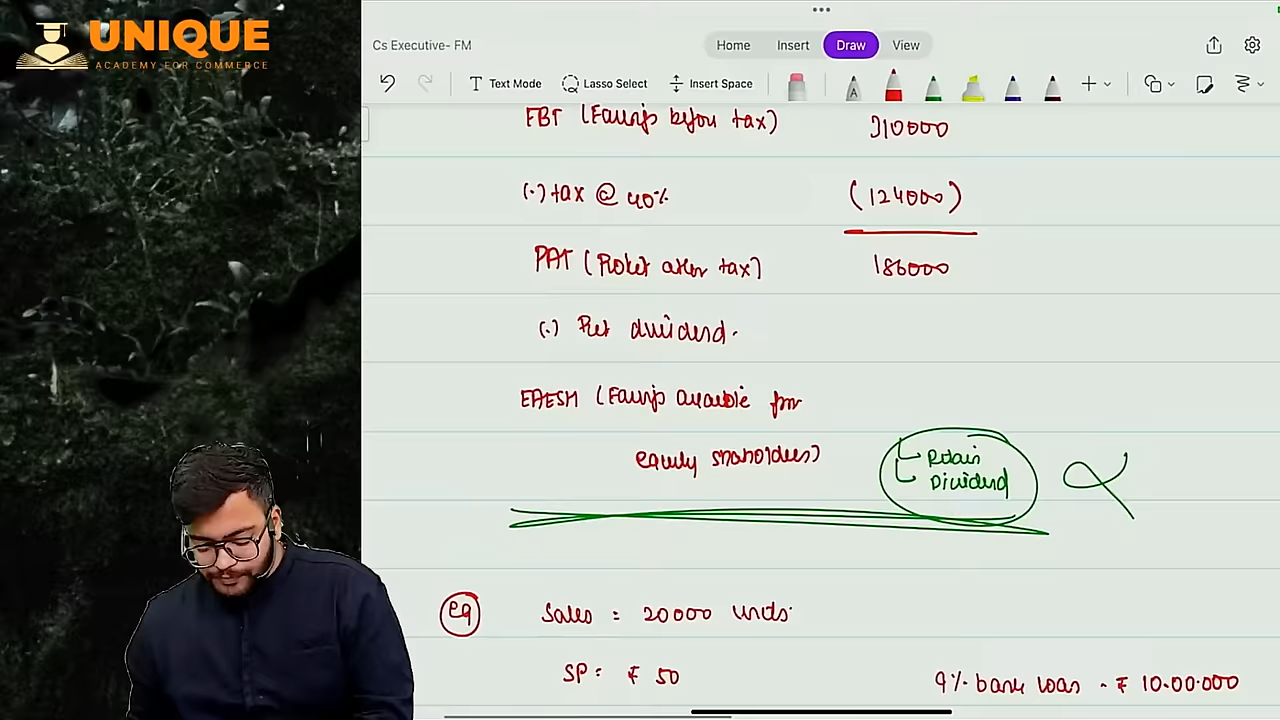 UNIQUE
ACADEMY FOR COMMERCE
Cs Executive- FM
Home Insert Draw View
Text Mode Lasso Select Insert Space
EBT (Earnings before tax) 310000
(-) tax @ 40% (124000)
PAT (Profit after tax) 186000
(-) Pref dividend.
EAESH (Earnings available for
equity shareholders)
Retain
Dividend
eg Sales = 20000 units.
SP = ₹ 50
9% bank loan - ₹ 10.00.000